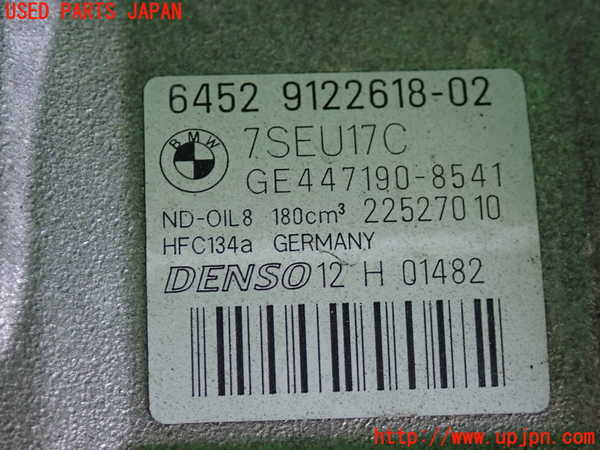 USED PARTS JAPAN
6452 9122618-02
BMW
7SEU17C
GE447190-8541
ND-OIL8 180cm³ 22527010
HFC134a GERMANY
DENSO 12 H 01482
http://www.upjpn.com/